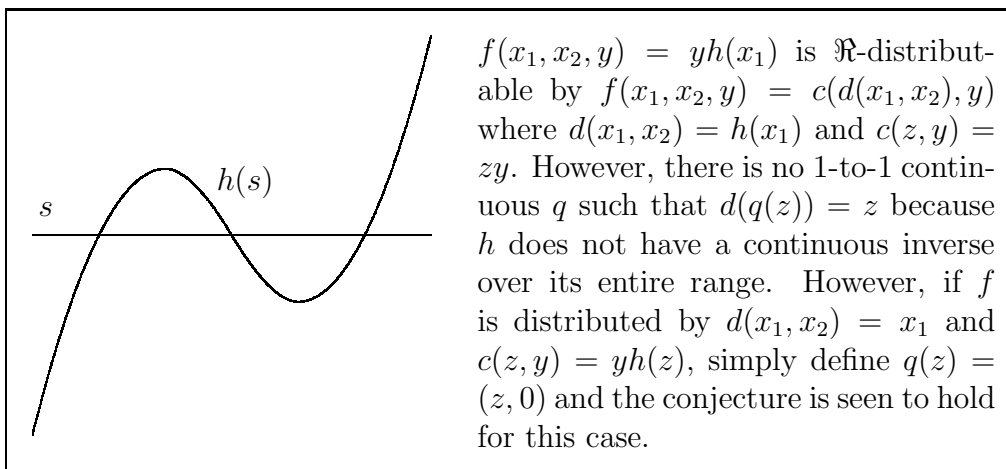 s
h(s)
f(x₁, x₂, y) = yh(x₁) is ℜ-distribut-
able by f(x₁, x₂, y) = c(d(x₁, x₂), y)
where d(x₁, x₂) = h(x₁) and c(z, y) =
zy. However, there is no 1-to-1 contin-
uous q such that d(q(z)) = z because
h does not have a continuous inverse
over its entire range. However, if f
is distributed by d(x₁, x₂) = x₁ and
c(z, y) = yh(z), simply define q(z) =
(z, 0) and the conjecture is seen to hold
for this case.